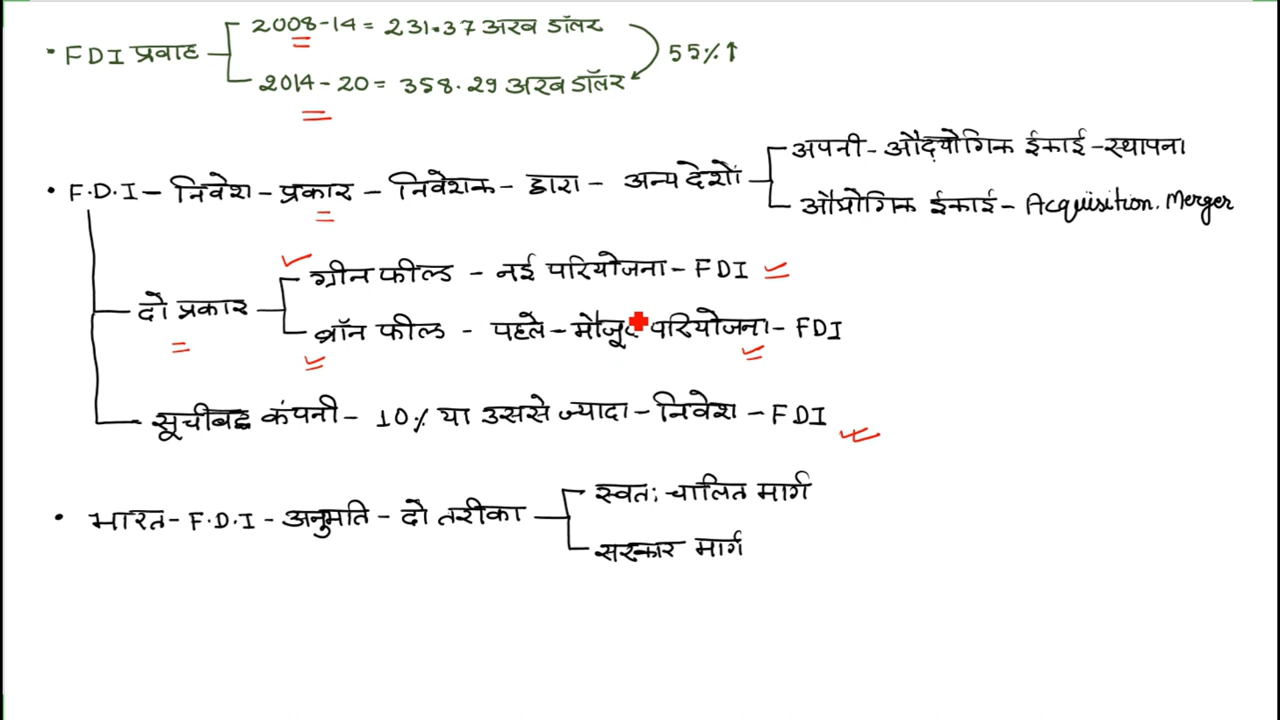 2008-14 = 231.37 अरब डॉलर
• FDI प्रवाह
55% ↑
2014-20 = 358.29 अरब डॉलर
अपनी - औद्योगिक ईकाई - स्थापना
• F.D.I - निवेश - प्रकार - निवेशक - द्वारा - अन्य देशों
औद्योगिक ईकाई - Acquisition. Merger
ग्रीन फील्ड - नई परियोजना - FDI
दो प्रकार
ब्रॉन फील्ड - पहले - मौजूद परियोजना - FDI
सूचीबद्ध कंपनी - 10% या उससे ज्यादा - निवेश - FDI
स्वत: चालित मार्ग
• भारत - F.D.I - अनुमति - दो तरीका
सरकार मार्ग